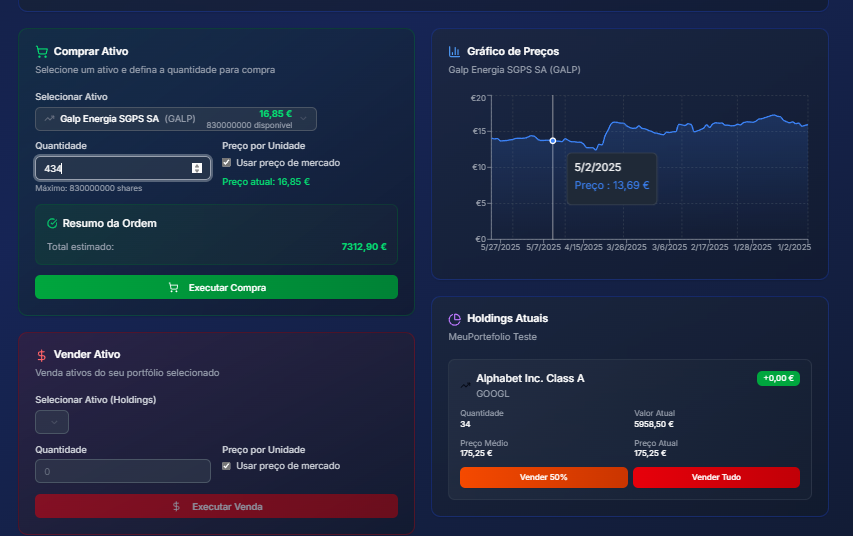 Comprar Ativo
Selecione um ativo e defina a quantidade para compra
Selecionar Ativo
Galp Energia SGPS SA (GALP)
16,85 €
830000000 disponível
Quantidade
434
Máximo: 830000000 shares
Preço por Unidade
Usar preço de mercado
Preço atual: 16,85 €
Resumo da Ordem
Total estimado:
7312,90 €
Executar Compra
Vender Ativo
Venda ativos do seu portfólio selecionado
Selecionar Ativo (Holdings)
Quantidade
0
Preço por Unidade
Usar preço de mercado
Executar Venda
Gráfico de Preços
Galp Energia SGPS SA (GALP)
€20
€15
€10
€5
€0
5/2/2025
Preço : 13,69 €
5/27/2025 5/7/2025 4/15/2025 3/26/2025 3/6/2025 2/17/2025 1/28/2025 1/2/2025
Holdings Atuais
MeuPortefolio Teste
Alphabet Inc. Class A
+0,00 €
GOOGL
Quantidade
34
Valor Atual
5958,50 €
Preço Médio
175,25 €
Preço Atual
175,25 €
Vender 50%
Vender Tudo